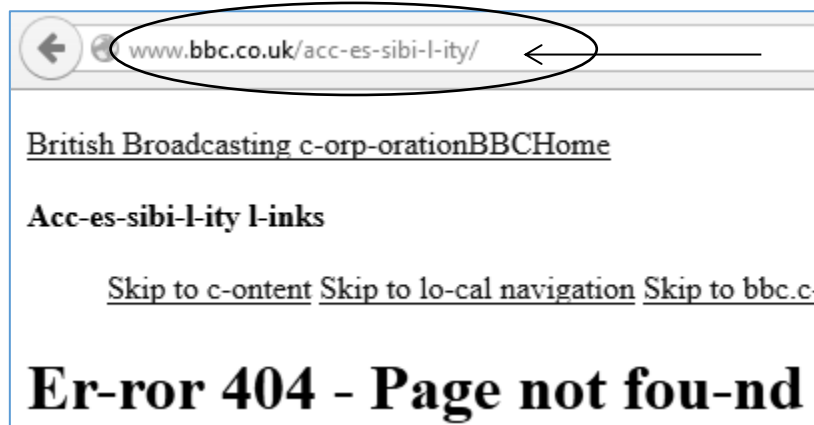 www.bbc.co.uk/acc-es-sibi-l-ity/
British Broadcasting c-orp-orationBBCHome
Acc-es-sibi-l-ity l-inks
Skip to c-ontent Skip to lo-cal navigation Skip to bbc.c-
Er-ror 404 - Page not fou-nd